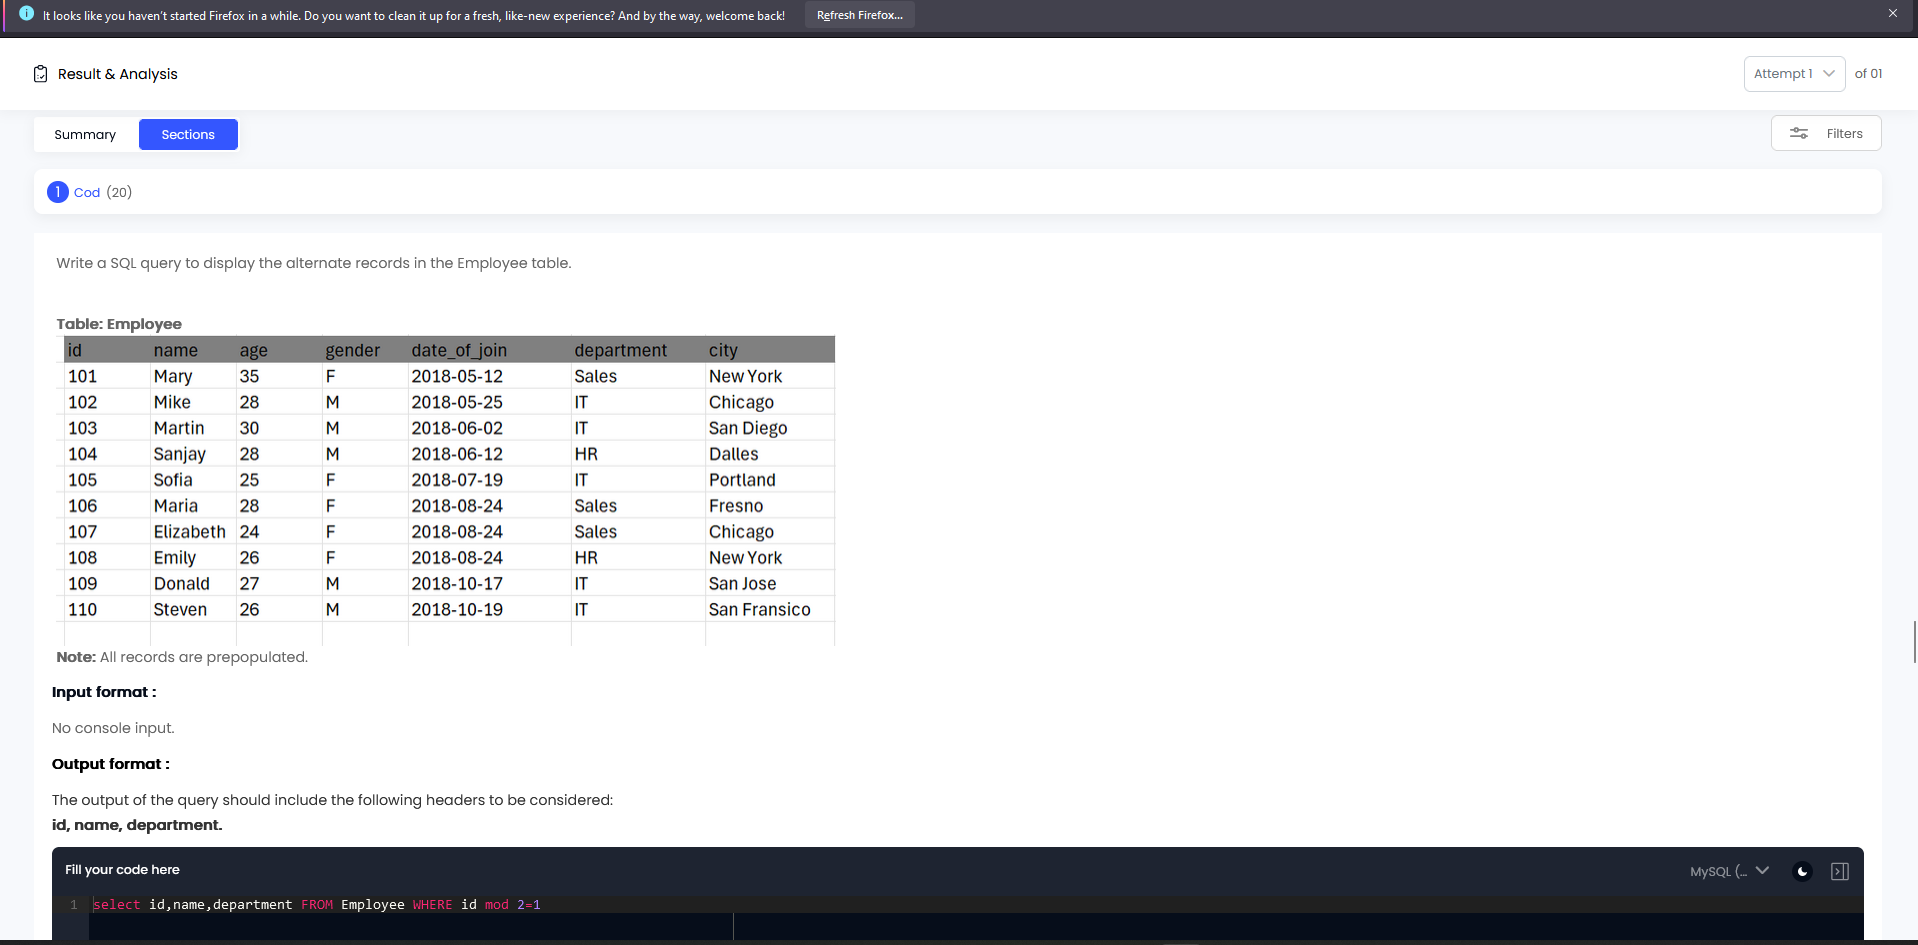 It looks like you haven't started Firefox in a while. Do you want to clean it up for a fresh, like-new experience? And by the way, welcome back! Refresh Firefox...
Result & Analysis
Attempt 1 of 01
Summary Sections Filters
1 Cod (20)
Write a SQL query to display the alternate records in the Employee table.
Table: Employee
id name age gender date_of_join department city
101 Mary 35 F 2018-05-12 Sales New York
102 Mike 28 M 2018-05-25 IT Chicago
103 Martin 30 M 2018-06-02 IT San Diego
104 Sanjay 28 M 2018-06-12 HR Dalles
105 Sofia 25 F 2018-07-19 IT Portland
106 Maria 28 F 2018-08-24 Sales Fresno
107 Elizabeth 24 F 2018-08-24 Sales Chicago
108 Emily 26 F 2018-08-24 HR New York
109 Donald 27 M 2018-10-17 IT San Jose
110 Steven 26 M 2018-10-19 IT San Fransico
Note: All records are prepopulated.
Input format :
No console input.
Output format :
The output of the query should include the following headers to be considered:
id, name, department.
Fill your code here MySQL (...
1 select id,name,department FROM Employee WHERE id mod 2=1